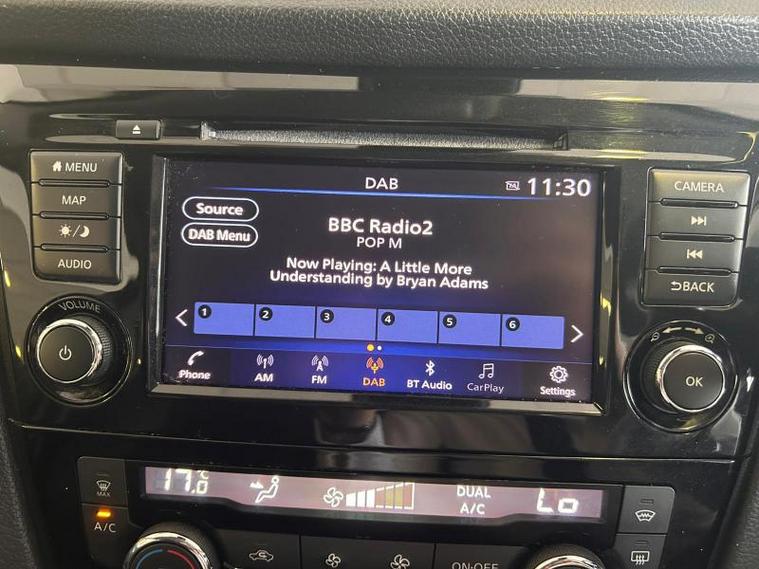 DAB
TA
11:30
MENU
MAP
AUDIO
VOLUME
Source
DAB Menu
BBC Radio2
POP M
Now Playing: A Little More
Understanding by Bryan Adams
1 2 3 4 5 6
Phone AM FM DAB BT Audio CarPlay Settings
CAMERA
BACK
OK
MAX
A/C
17.0°C
DUAL
A/C
Lo
ON·OFF